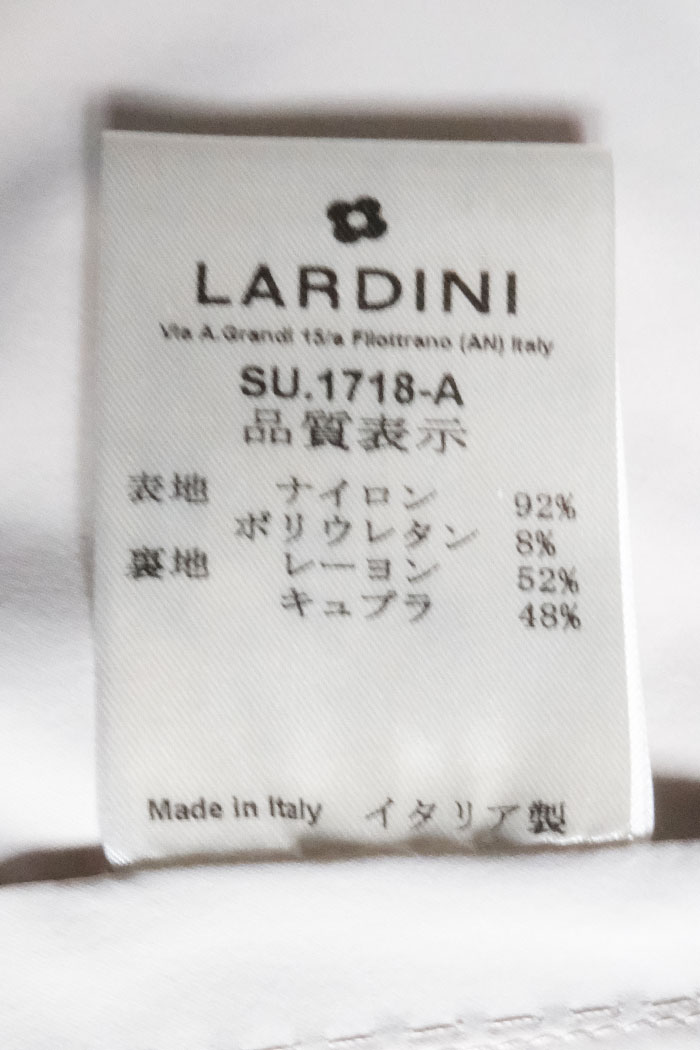 LARDINI
Via A.Grandi 15/a Filottrano (AN) Italy
SU.1718-A
品質表示
表地 ナイロン 92%
ポリウレタン 8%
裏地 レーヨン 52%
キュプラ 48%
Made in Italy イタリア製